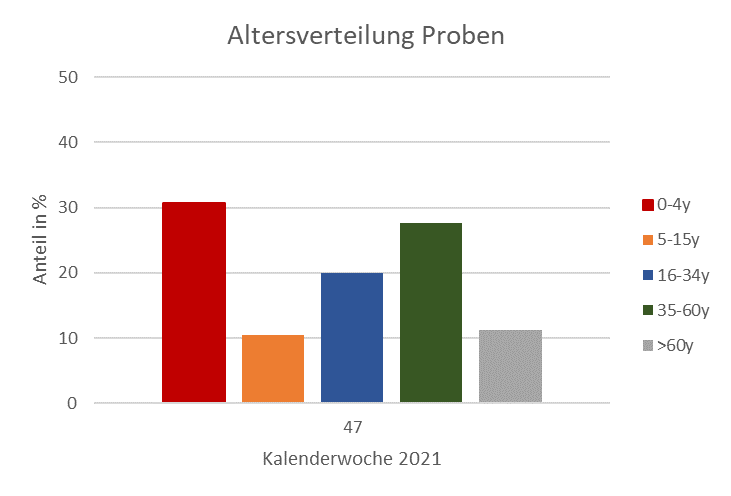 Altersverteilung Proben
50
40
30
20
10
0
Anteil in %
47
Kalenderwoche 2021
0-4y
5-15y
16-34y
35-60y
>60y